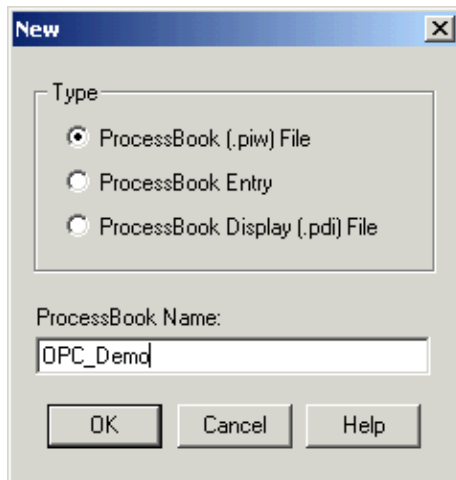 New
Type
ProcessBook (.piw) File
ProcessBook Entry
ProcessBook Display (.pdi) File
ProcessBook Name:
OPC_Demo
OK Cancel Help